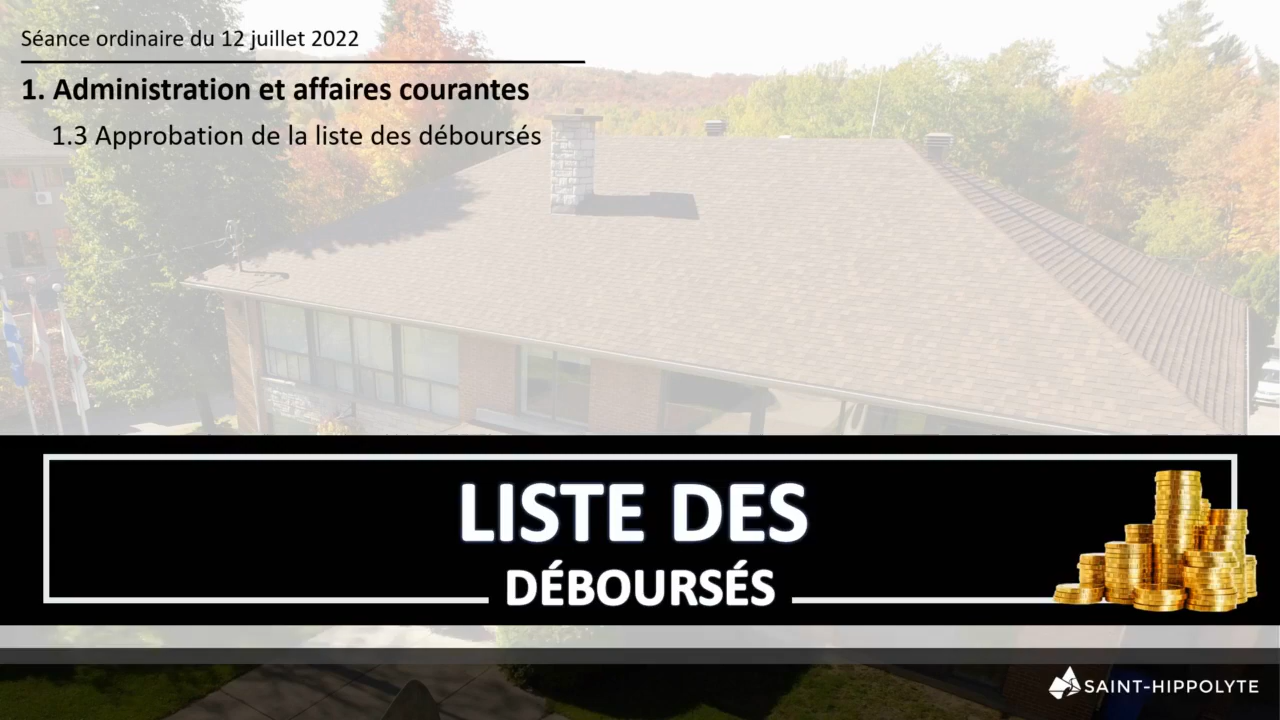 Séance ordinaire du 12 juillet 2022
1. Administration et affaires courantes
1.3 Approbation de la liste des déboursés
LISTE DES
DÉBOURSÉS
SAINT-HIPPOLYTE